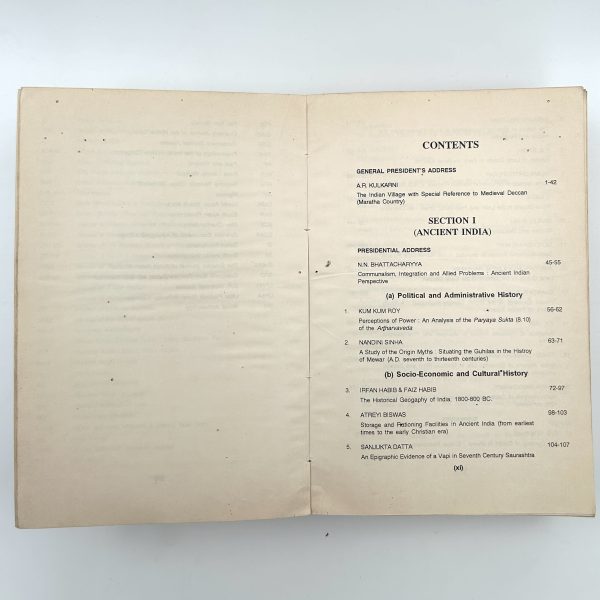 CONTENTS
GENERAL PRESIDENT'S ADDRESS
A.R. KULKARNI 1-42
The Indian Village with Special Reference to Medieval Deccan
(Maratha Country)
SECTION I
(ANCIENT INDIA)
PRESIDENTIAL ADDRESS
N.N. BHATTACHARYYA 45-55
Communalism, Integration and Allied Problems : Ancient Indian
Perspective
(a) Political and Administrative History
1. KUM KUM ROY 56-62
Perceptions of Power : An Analysis of the Paryaya Sukta (8.10)
of the Artharvaveda
2. NANDINI SINHA 63-71
A Study of the Origin Myths : Situating the Guhilas in the Histroy
of Mewar (A.D. seventh to thirteenth centuries)
(b) Socio-Economic and Cultural History
3. IRFAN HABIB & FAIZ HABIB 72-97
The Historical Geogaphy of India, 1800-800 BC.
4. ATREYI BISWAS 98-103
Storage and Rationing Faciities in Ancient India (from earliest
times to the early Christian era)
5. SANJUKTA DATTA 104-107
An Epigraphic Evidence of a Vapi in Seventh Century Saurashtra
(xi)